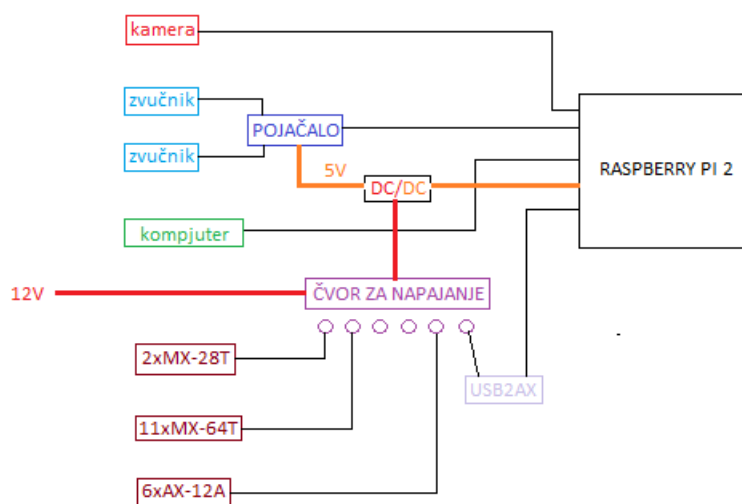 kamera
zvučnik
POJAČALO
zvučnik
5V
DC/DC
RASPBERRY PI 2
kompjuter
12V
ČVOR ZA NAPAJANJE
2xMX-28T
USB2AX
11xMX-64T
6xAX-12A